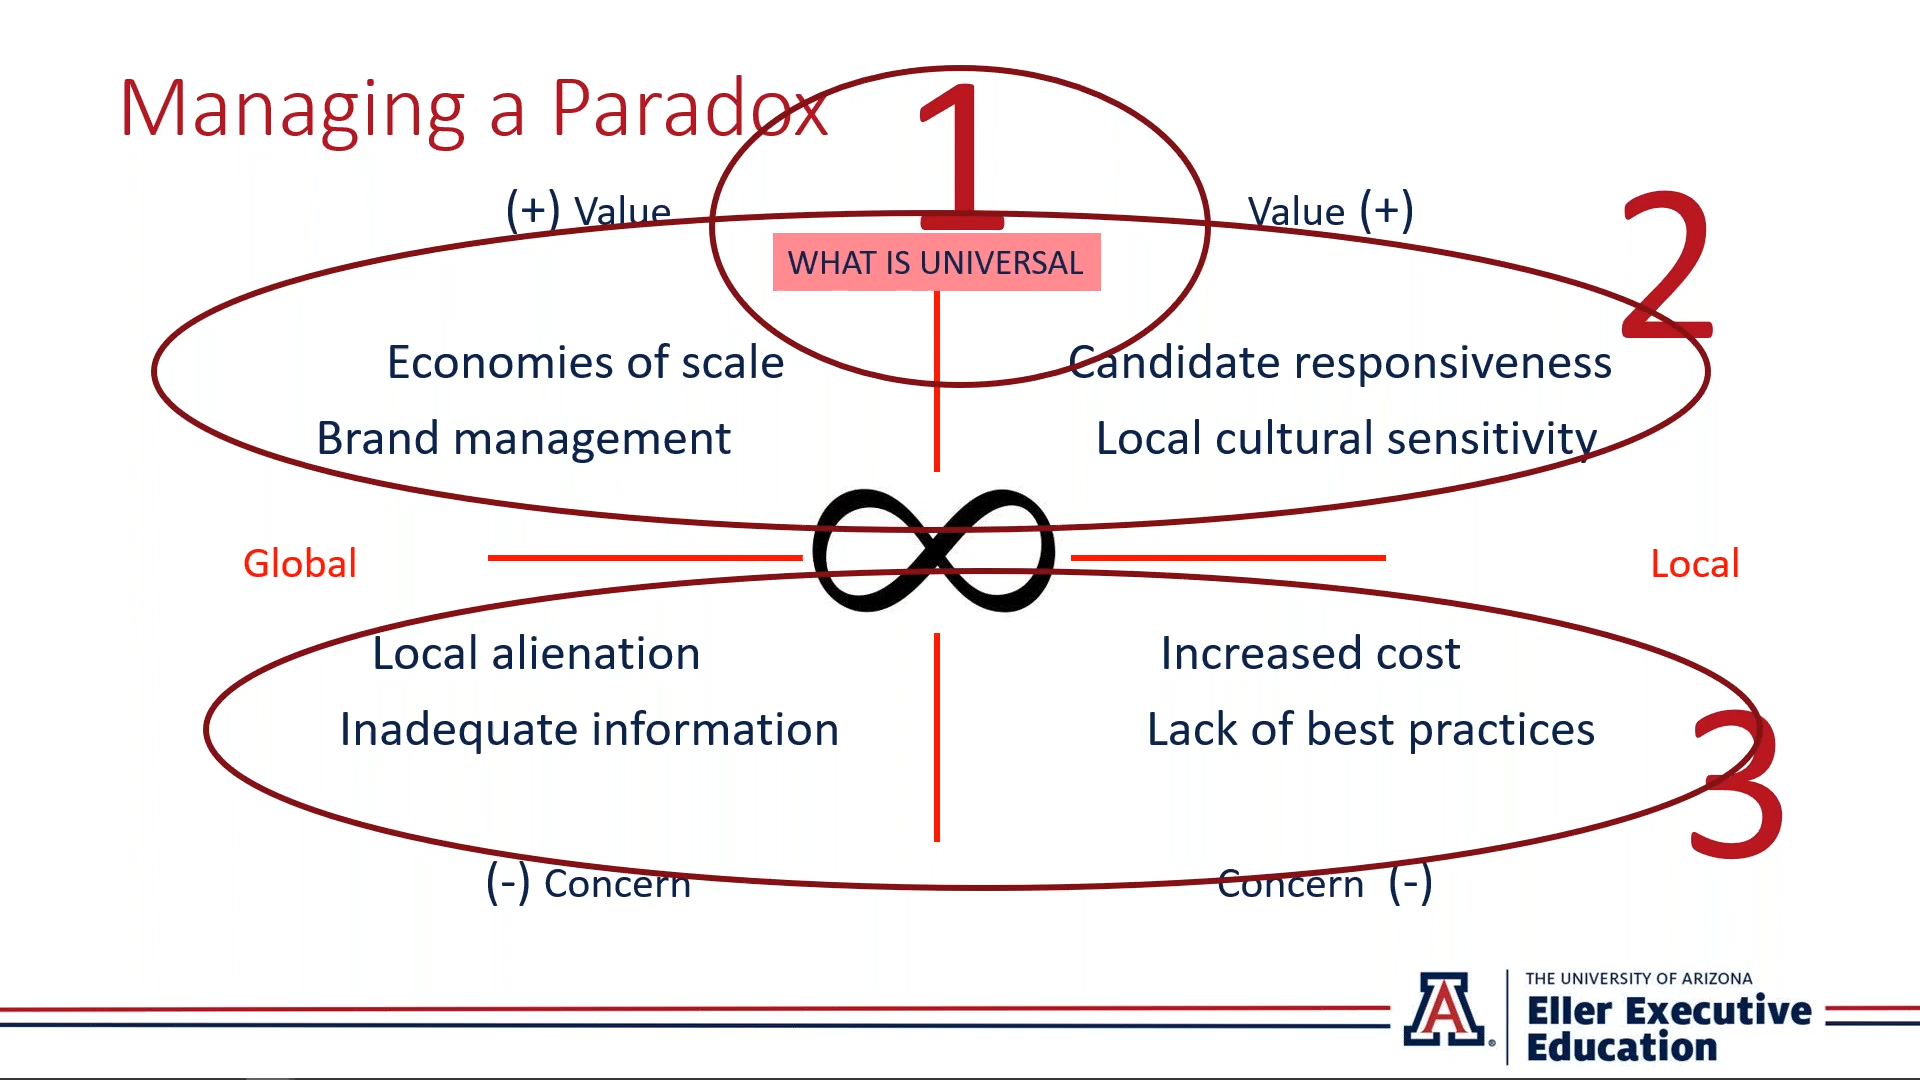 Managing a Paradox
1
(+) Value
Value (+)
2
WHAT IS UNIVERSAL
Economies of scale
Candidate responsiveness
Brand management
Local cultural sensitivity
Global
Local
Local alienation
Increased cost
Inadequate information
Lack of best practices
3
(-) Concern
Concern (-)
A
THE UNIVERSITY OF ARIZONA
Eller Executive
Education